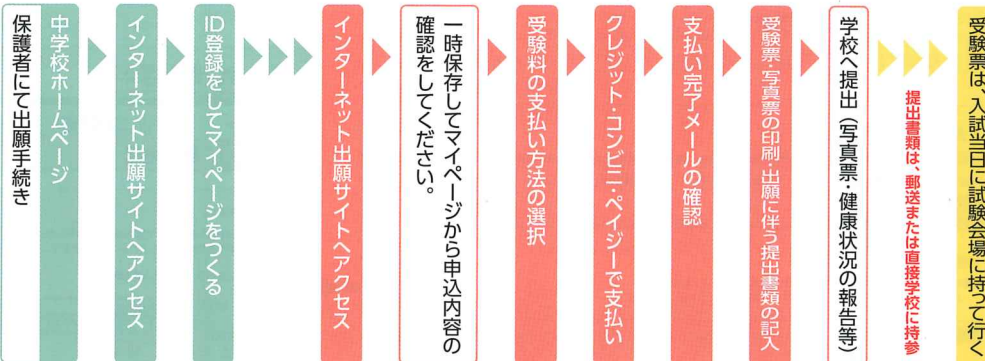 中学校ホームページ
保護者にて出願手続き
インターネット出願サイトへアクセス
ID登録をしてマイページをつくる
インターネット出願サイトへアクセス
一時保存してマイページから申込内容の
確認をしてください。
受験料の支払い方法の選択
クレジット・コンビニ・ペイジーで支払い
支払い完了メールの確認
受験票・写真票の印刷・出願に伴う提出書類の記入
学校へ提出（写真票・健康状況の報告等）
提出書類は、郵送または直接学校に持参
受験票は、入試当日に試験会場に持って行く